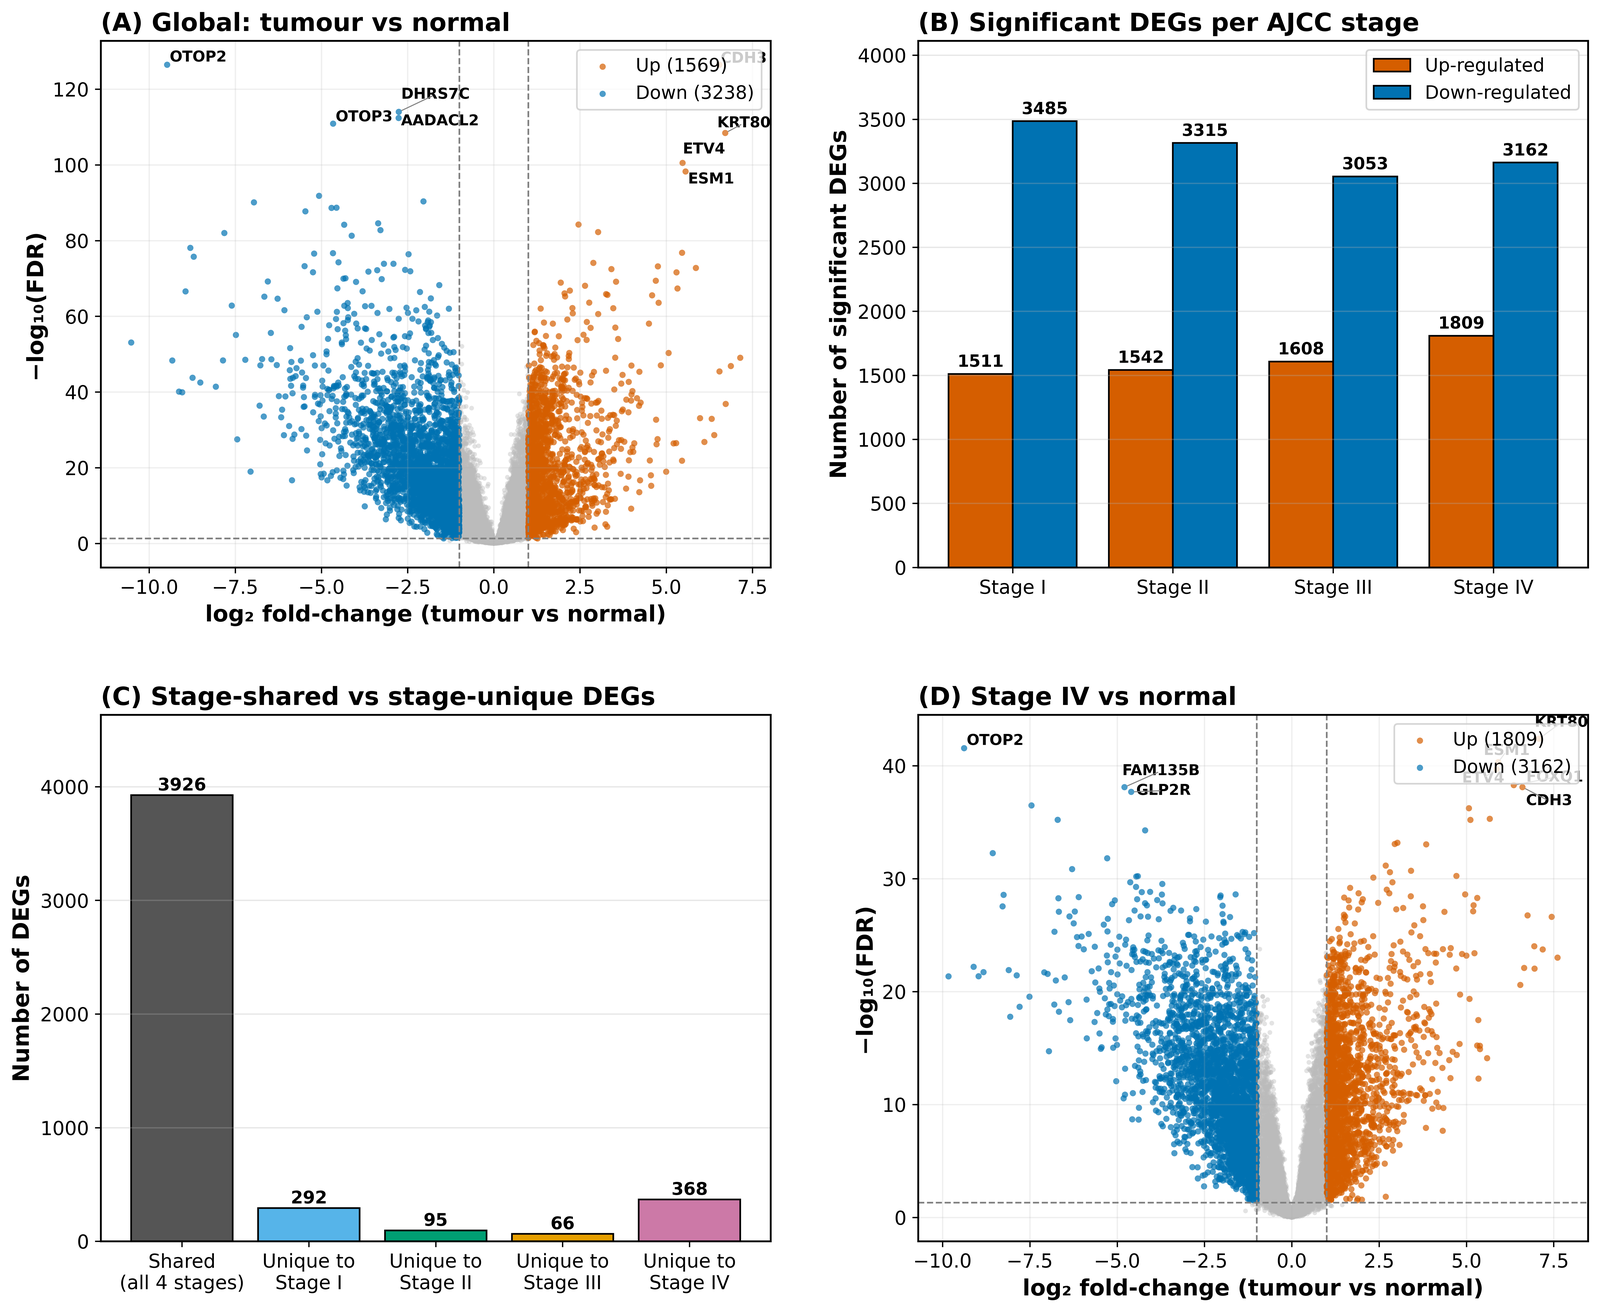 (A) Global: tumour vs normal
OTOP2
CDH3
Up (1569)
Down (3238)
DHRS7C
OTOP3
AADACL2
KRT80
ETV4
ESM1
120
100
80
60
40
20
0
−log₁₀(FDR)
−10.0
−7.5
−5.0
−2.5
0.0
2.5
5.0
7.5
log₂ fold-change (tumour vs normal)
(B) Significant DEGs per AJCC stage
Up-regulated
Down-regulated
4000
3500
3000
2500
2000
1500
1000
500
0
Number of significant DEGs
1511
3485
1542
3315
1608
3053
1809
3162
Stage I
Stage II
Stage III
Stage IV
(C) Stage-shared vs stage-unique DEGs
4000
3000
2000
1000
0
Number of DEGs
3926
292
95
66
368
Shared
(all 4 stages)
Unique to
Stage I
Unique to
Stage II
Unique to
Stage III
Unique to
Stage IV
(D) Stage IV vs normal
OTOP2
FAM135B
GLP2R
KRT80
Up (1809)
ESM1
Down (3162)
ETV4
FOXQ1
CDH3
40
30
20
10
0
−log₁₀(FDR)
−10.0
−7.5
−5.0
−2.5
0.0
2.5
5.0
7.5
log₂ fold-change (tumour vs normal)